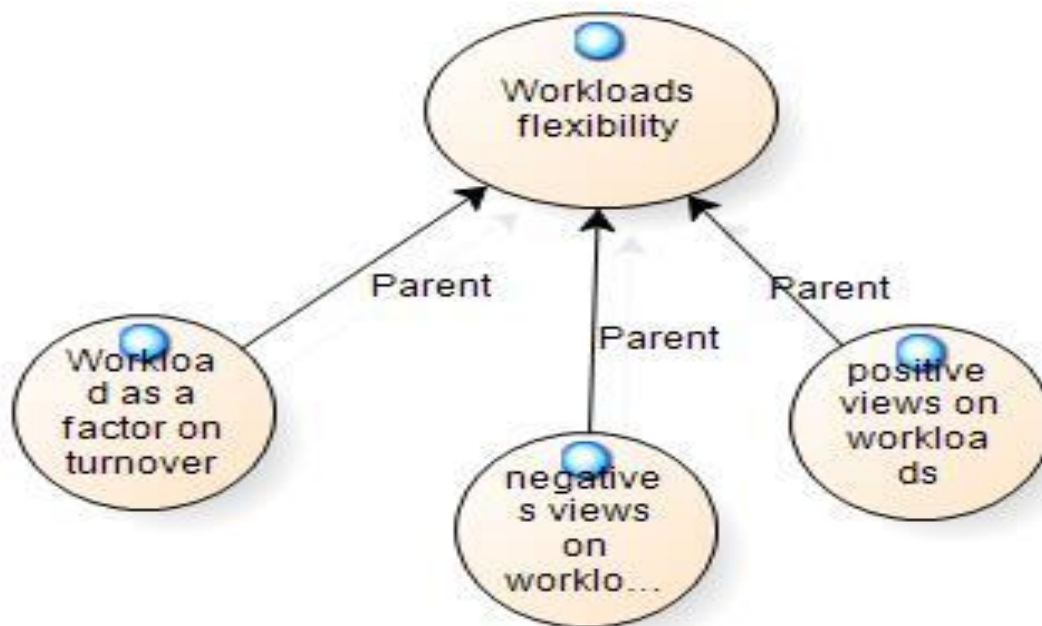 Workloads
flexibility
Parent
Parent
Parent
Workloa
d as a
factor on
turnover
negative
s views
on
worklo...
positive
views on
workloa
ds